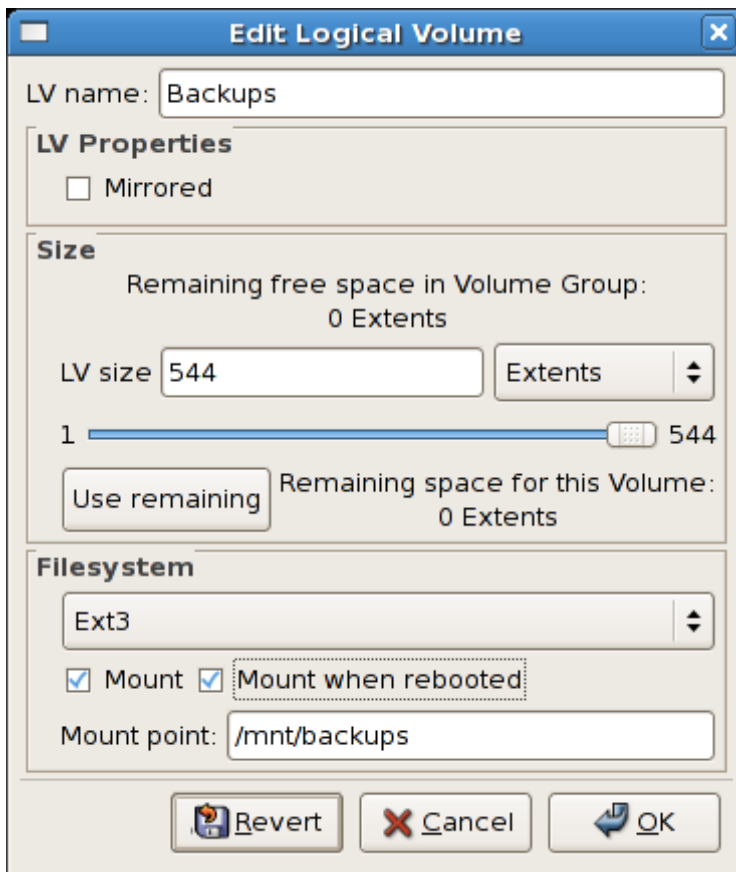 Edit Logical Volume
LV name: Backups
LV Properties
Mirrored
Size
Remaining free space in Volume Group:
0 Extents
LV size 544 Extents
1 544
Use remaining
Remaining space for this Volume:
0 Extents
Filesystem
Ext3
Mount Mount when rebooted
Mount point: /mnt/backups
Revert Cancel OK